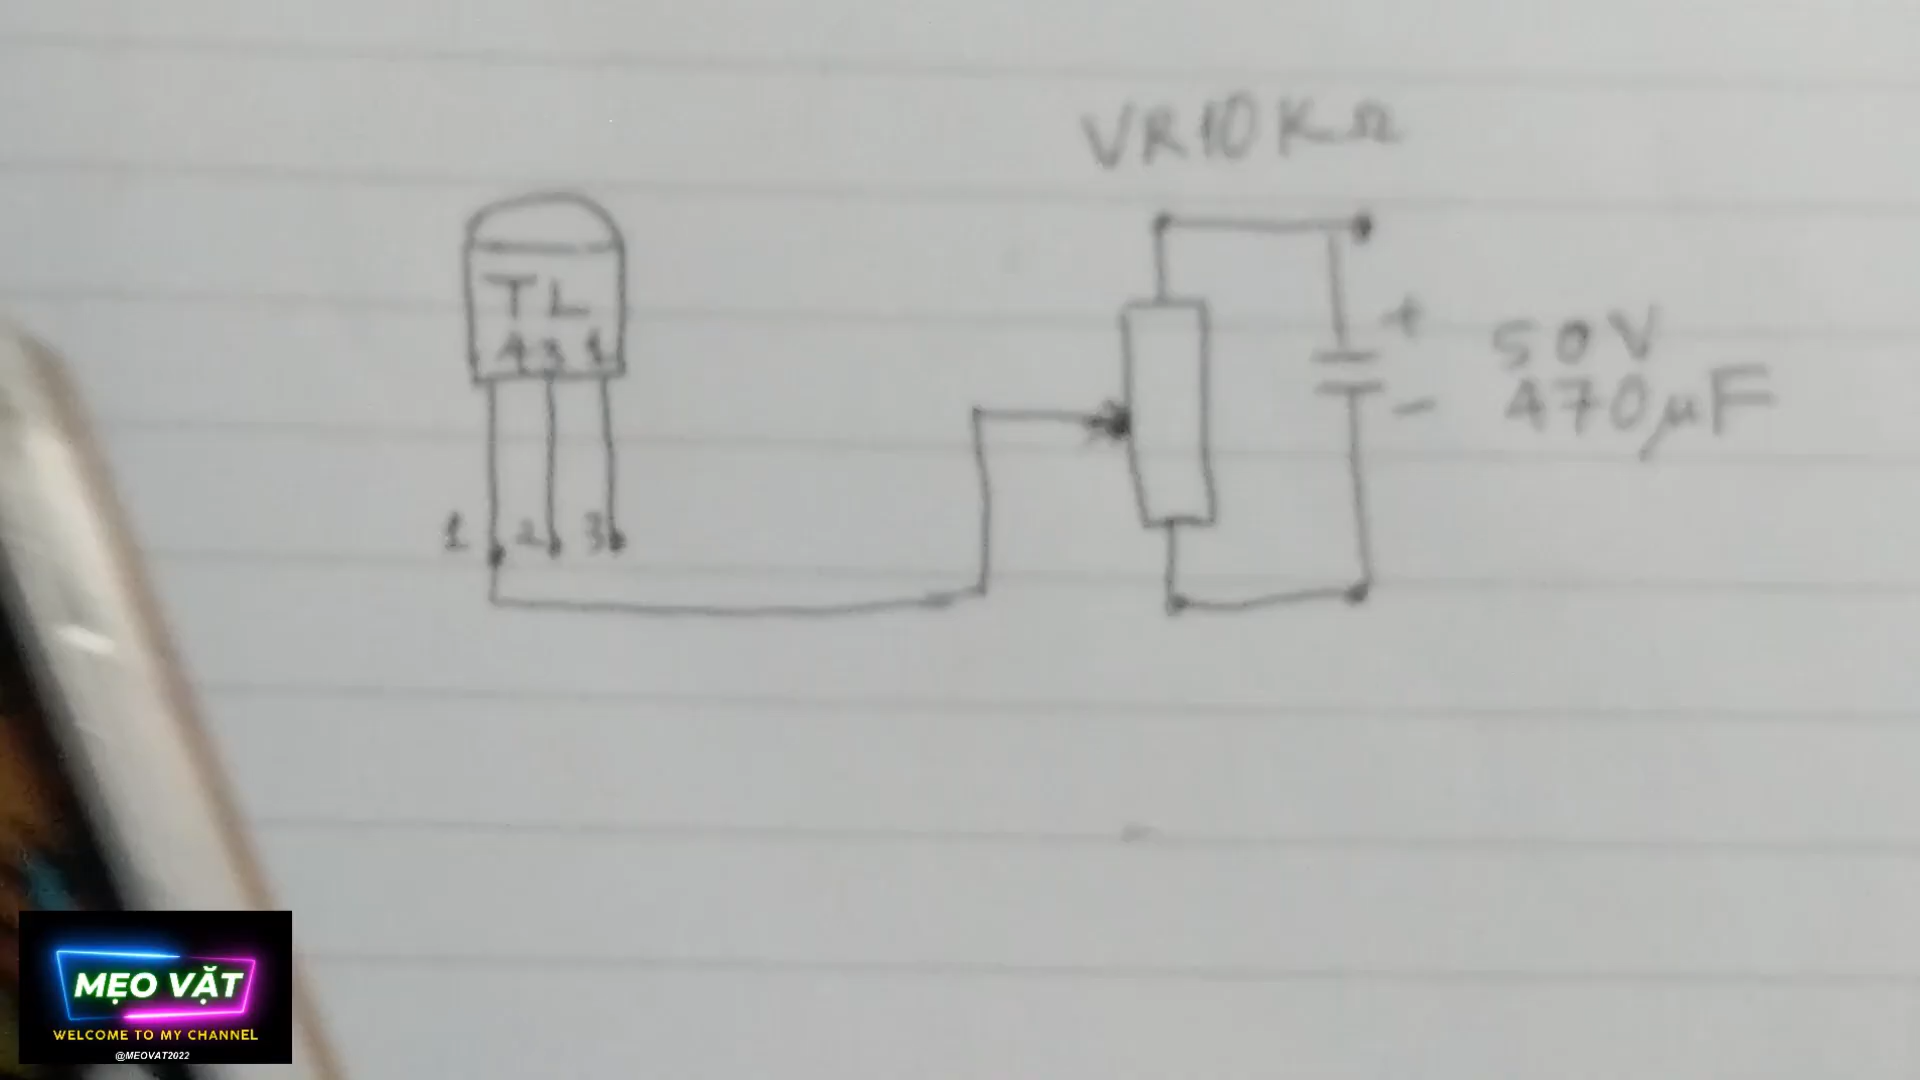 VR10KΩ
TL
431
+
50V
470µF
-
1 2 3
MẸO VẶT
WELCOME TO MY CHANNEL
@MEOVAT2022